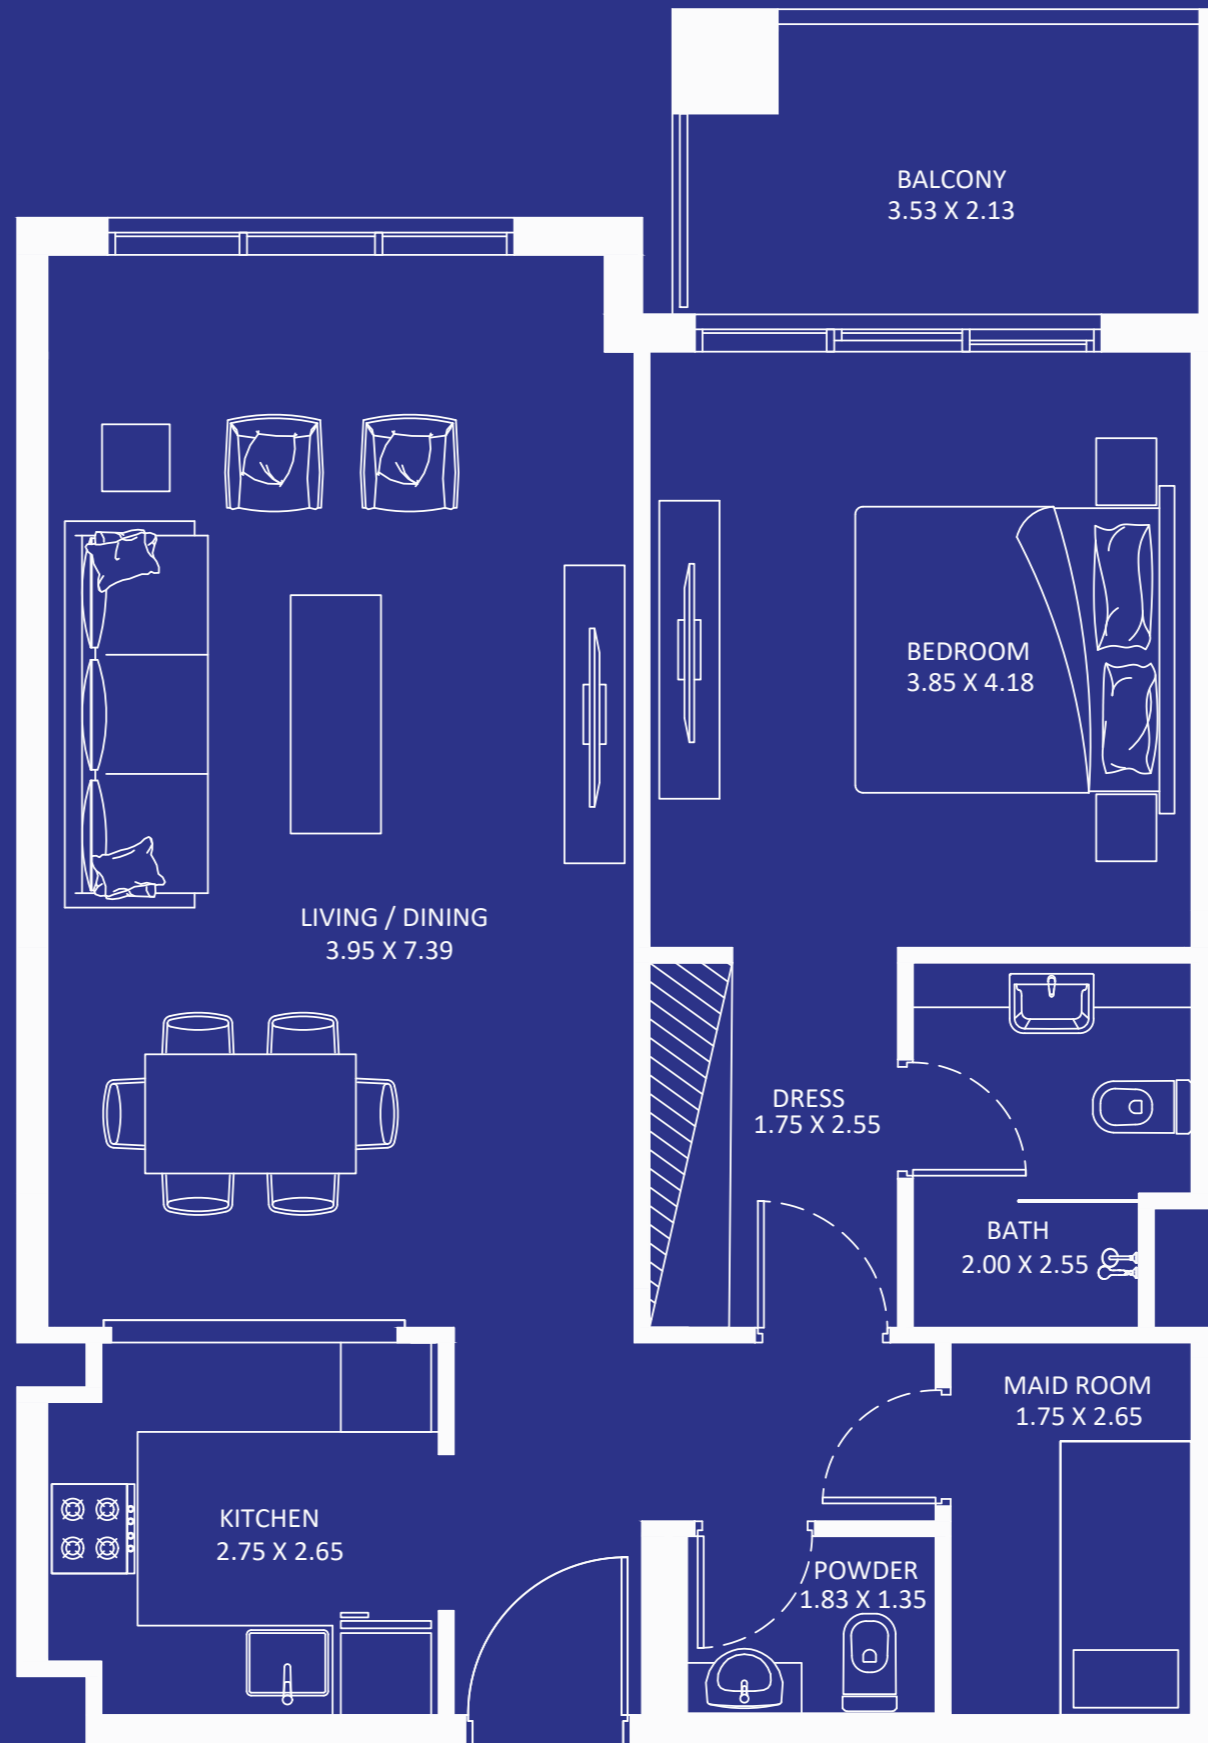 BALCONY
3.53 X 2.13
BEDROOM
3.85 X 4.18
LIVING / DINING
3.95 X 7.39
DRESS
1.75 X 2.55
BATH
2.00 X 2.55
MAID ROOM
1.75 X 2.65
KITCHEN
2.75 X 2.65
POWDER
1.83 X 1.35